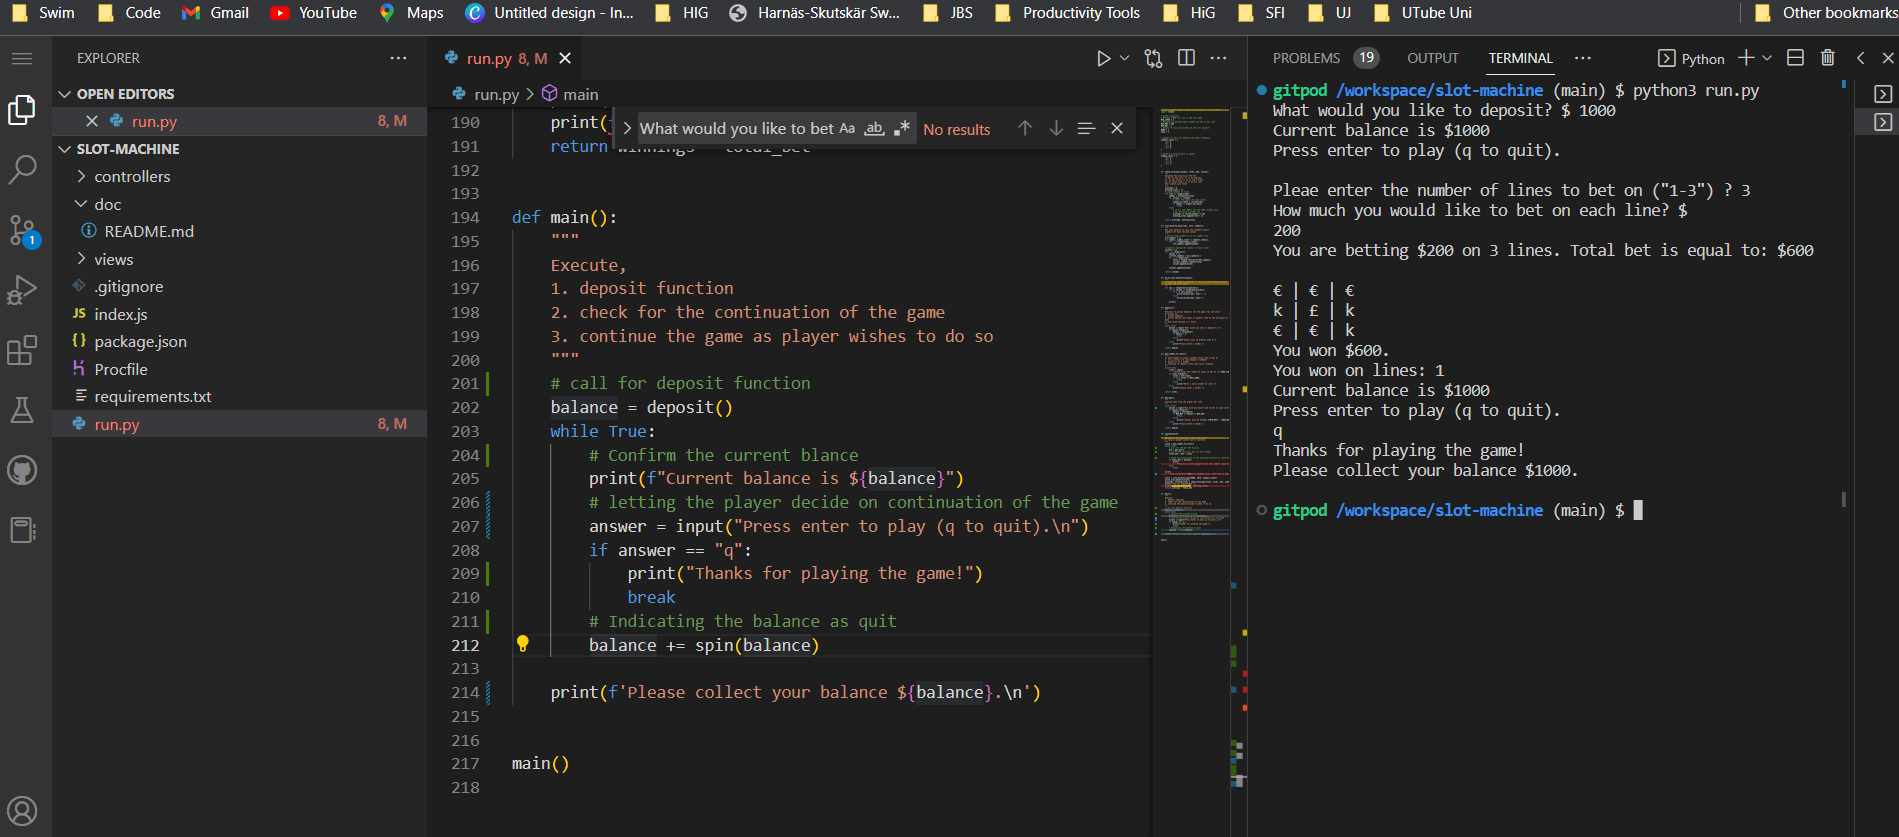 Swim Code Gmail YouTube Maps Untitled design - In... HIG Harnäs-Skutskär Sw... JBS Productivity Tools HiG SFI UJ UTube Uni Other bookmarks
EXPLORER
OPEN EDITORS
run.py 8, M
SLOT-MACHINE
controllers
doc
README.md
views
.gitignore
JS index.js
{} package.json
Procfile
requirements.txt
run.py 8, M
1
run.py 8, M
run.py > main
What would you like to bet Aa ab .* No results
190 print(
191 return winnings - total_bet
192
193
194 def main():
195 """
196 Execute,
197 1. deposit function
198 2. check for the continuation of the game
199 3. continue the game as player wishes to do so
200 """
201 # call for deposit function
202 balance = deposit()
203 while True:
204 # Confirm the current blance
205 print(f"Current balance is ${balance}")
206 # letting the player decide on continuation of the game
207 answer = input("Press enter to play (q to quit).\n")
208 if answer == "q":
209 print("Thanks for playing the game!")
210 break
211 # Indicating the balance as quit
212 balance += spin(balance)
213
214 print(f'Please collect your balance ${balance}.\n')
215
216
217 main()
218
PROBLEMS 19 OUTPUT TERMINAL Python
gitpod /workspace/slot-machine (main) $ python3 run.py
What would you like to deposit? $ 1000
Current balance is $1000
Press enter to play (q to quit).
Pleae enter the number of lines to bet on ("1-3") ? 3
How much you would like to bet on each line? $
200
You are betting $200 on 3 lines. Total bet is equal to: $600
€ | € | €
k | £ | k
€ | € | k
You won $600.
You won on lines: 1
Current balance is $1000
Press enter to play (q to quit).
q
Thanks for playing the game!
Please collect your balance $1000.
gitpod /workspace/slot-machine (main) $